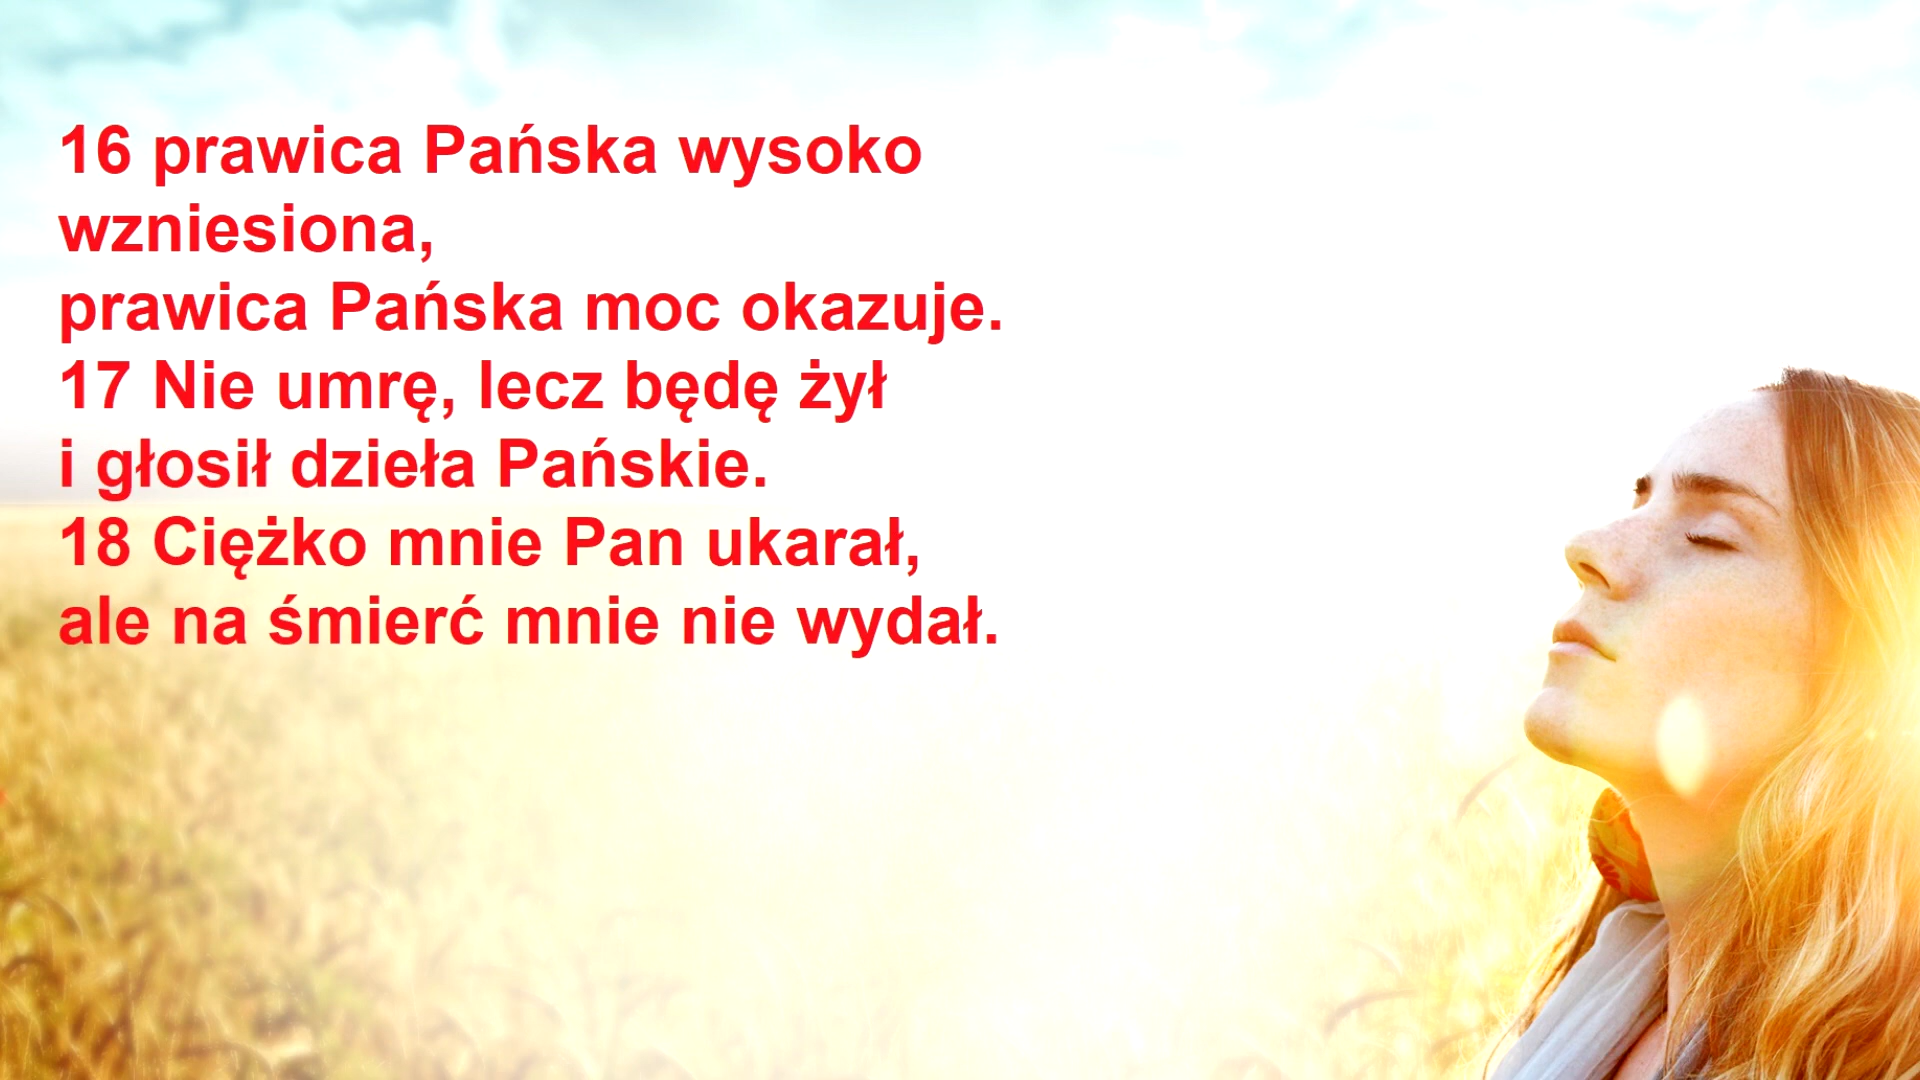 16 prawica Pańska wysoko
wzniesiona,
prawica Pańska moc okazuje.
17 Nie umrę, lecz będę żył
i głosił dzieła Pańskie.
18 Ciężko mnie Pan ukarał,
ale na śmierć mnie nie wydał.